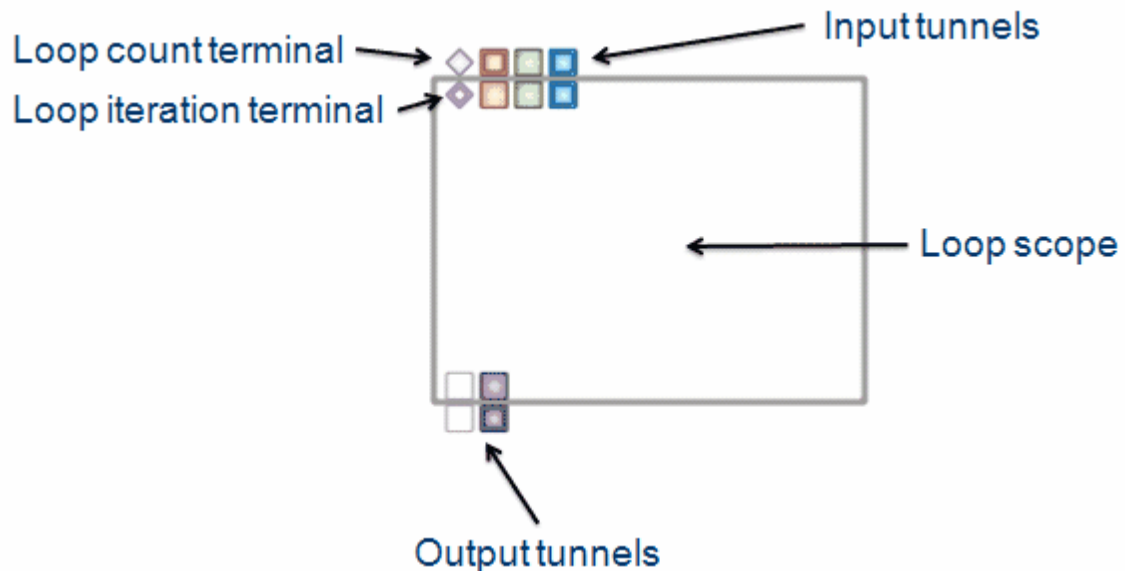 Input tunnels
Loop count terminal
Loop iteration terminal
Loop scope
Output tunnels